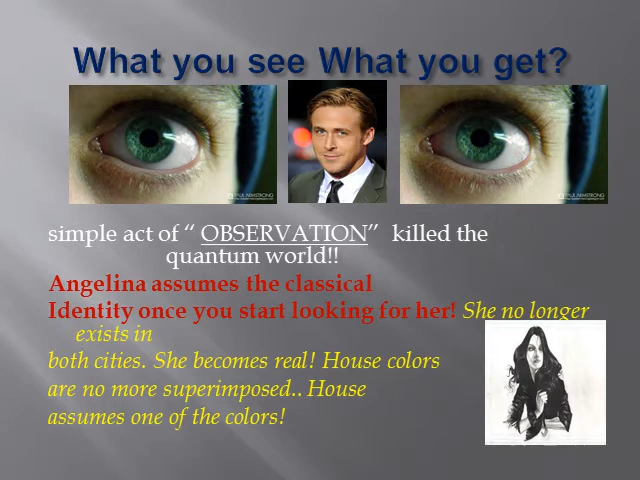 What you see What you get?
PAUL ARMSTRONG
simple act of “ OBSERVATION”  killed the
quantum world!!
Angelina assumes the classical
Identity once you start looking for her! She no longer
exists in
both cities. She becomes real! House colors
are no more superimposed.. House
assumes one of the colors!